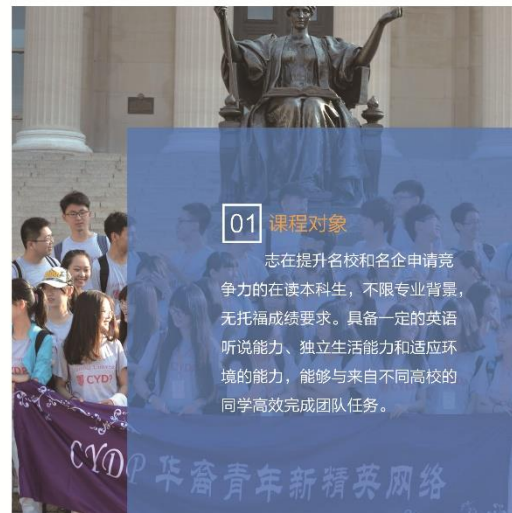 01 课程对象
志在提升名校和名企申请竞
争力的在读本科生，不限专业背景，
无托福成绩要求。具备一定的英语
听说能力、独立生活能力和适应环
境的能力，能够与来自不同高校的
同学高效完成团队任务。
CYDP
CYDP 华裔青年新精英网络